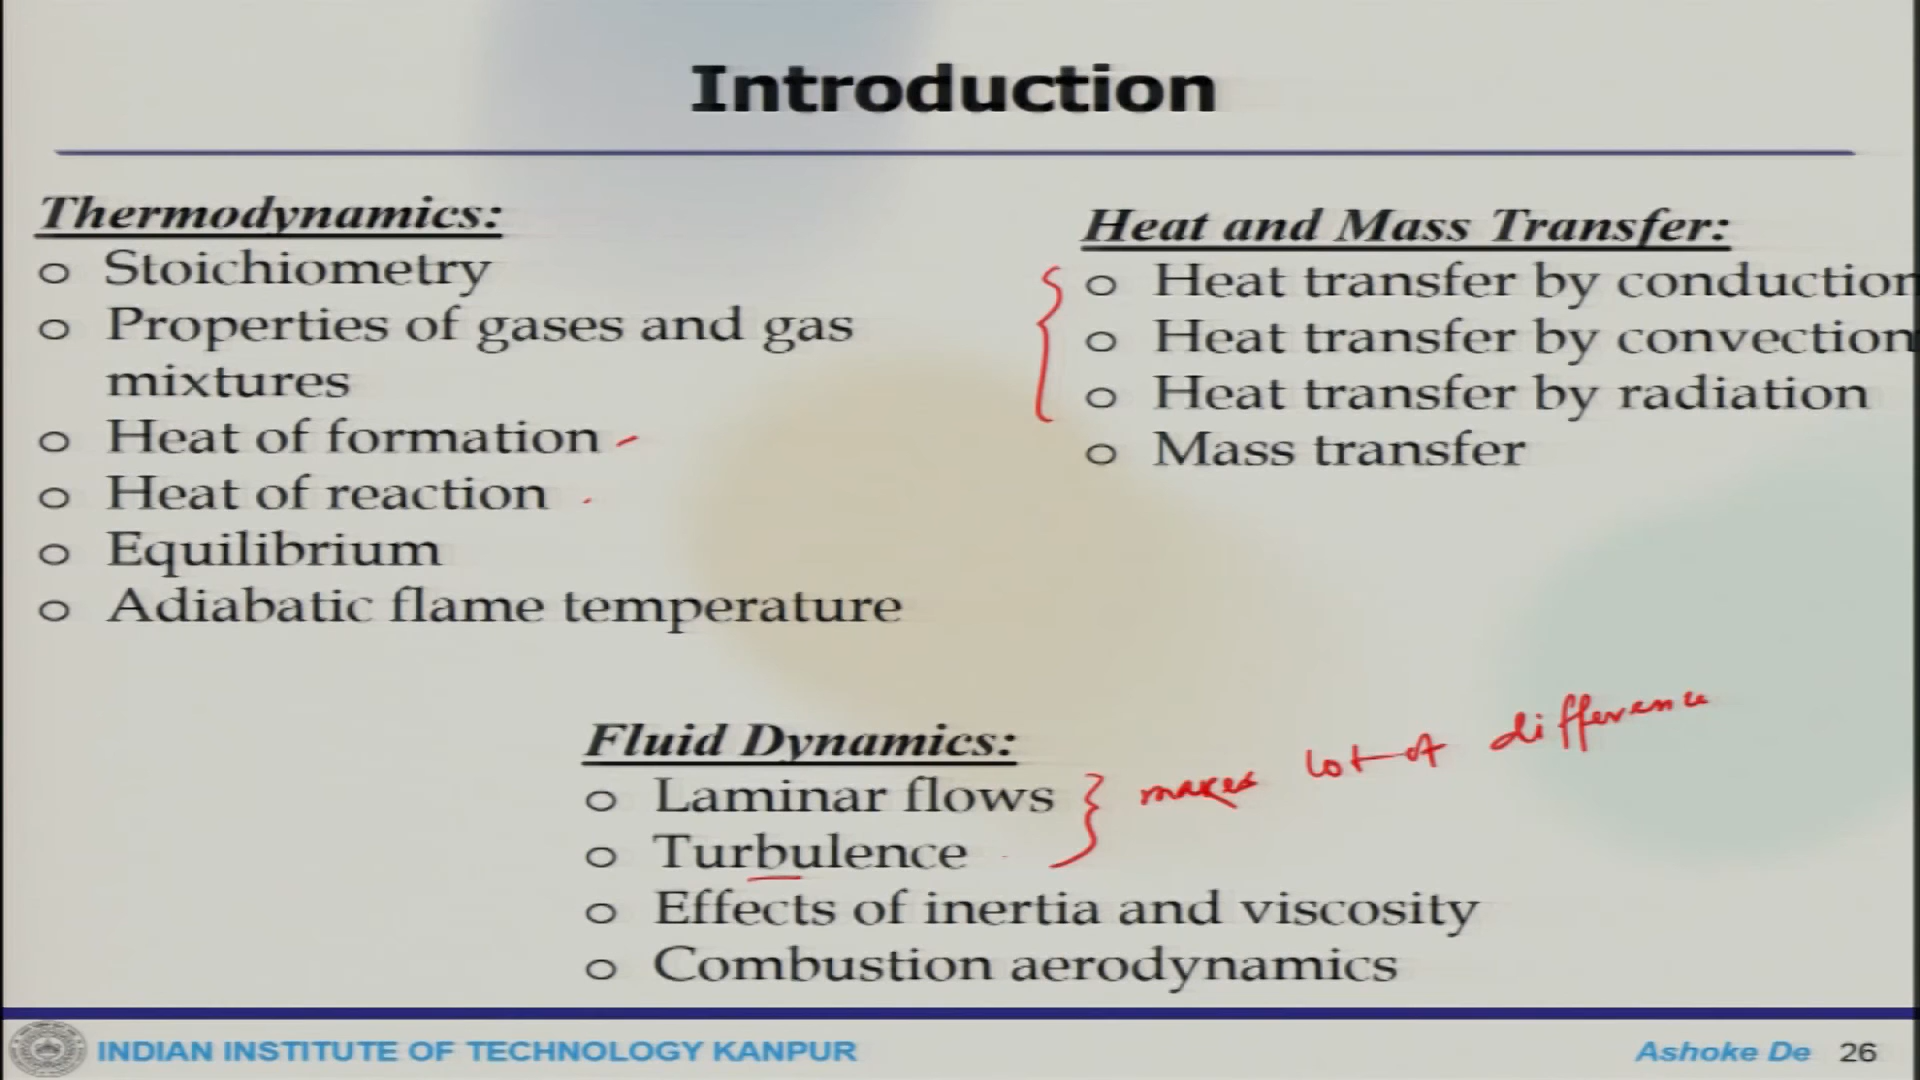 Introduction
Thermodynamics:
o Stoichiometry
o Properties of gases and gas
mixtures
o Heat of formation
o Heat of reaction
o Equilibrium
o Adiabatic flame temperature
Heat and Mass Transfer:
o Heat transfer by conduction
o Heat transfer by convection
o Heat transfer by radiation
o Mass transfer
Fluid Dynamics:
o Laminar flows
o Turbulence
o Effects of inertia and viscosity
o Combustion aerodynamics
makes lot of difference
INDIAN INSTITUTE OF TECHNOLOGY KANPUR
Ashoke De 26